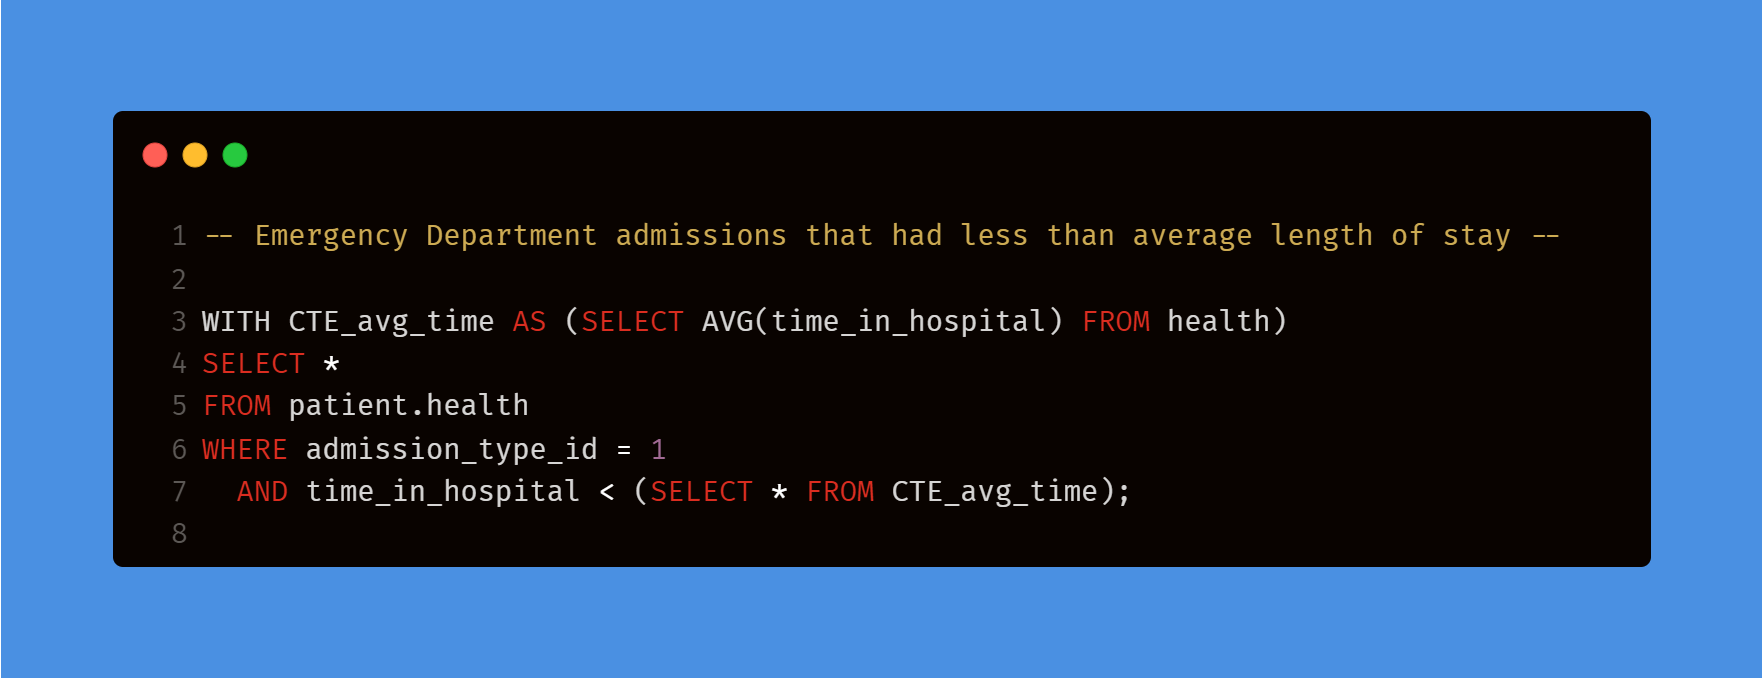 1 -- Emergency Department admissions that had less than average length of stay --
2
3 WITH CTE_avg_time AS (SELECT AVG(time_in_hospital) FROM health)
4 SELECT *
5 FROM patient.health
6 WHERE admission_type_id = 1
7   AND time_in_hospital < (SELECT * FROM CTE_avg_time);
8